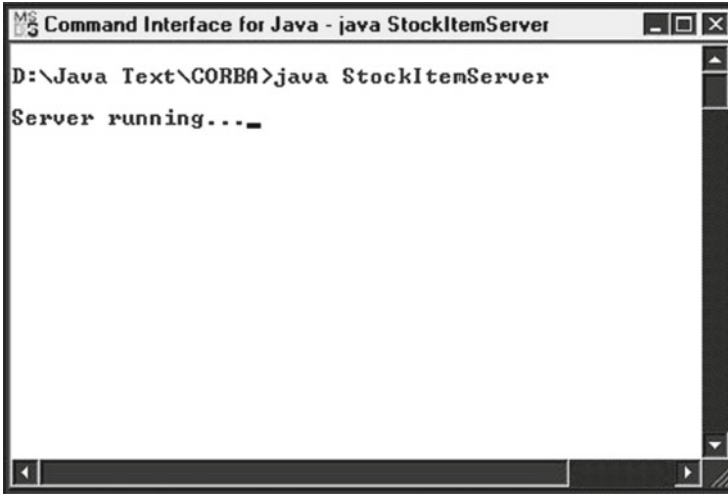 Command Interface for Java - java StockItemServer
D:\Java Text\CORBA>java StockItemServer
Server running...